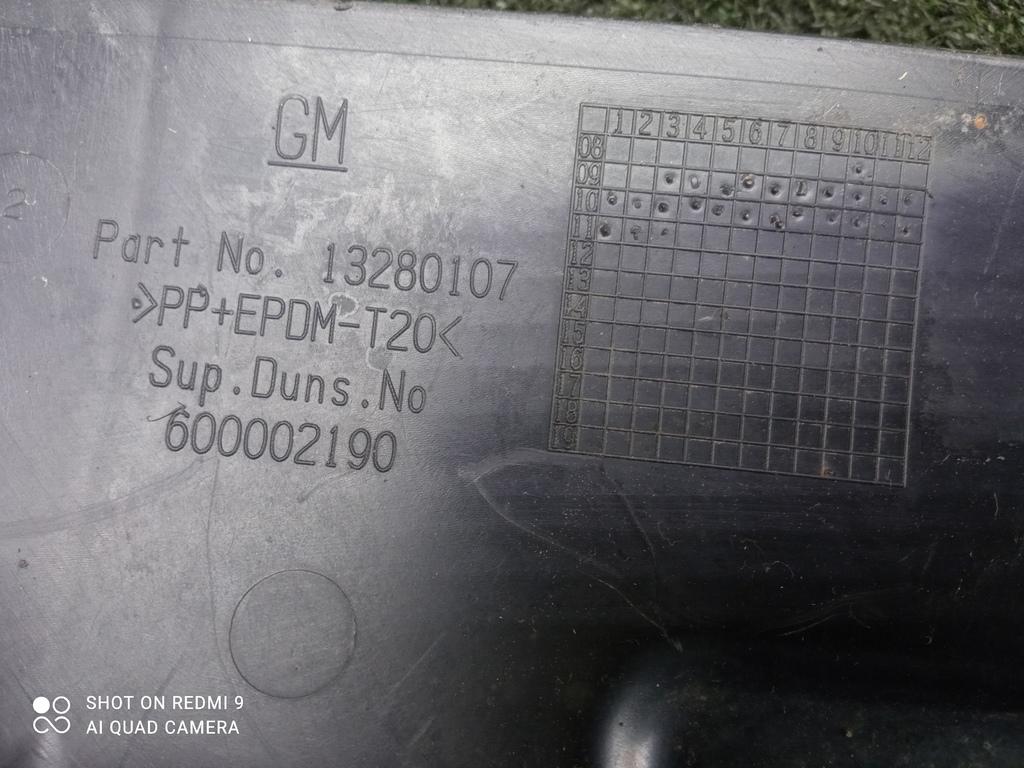 GM
Part No. 13280107
>PP+EPDM-T20<
Sup.Duns.No
600002190
2
1 2 3 4 5 6 7 8 9 10 11 12
08
09
10
11
12
13
14
15
16
17
18
19
SHOT ON REDMI 9
AI QUAD CAMERA